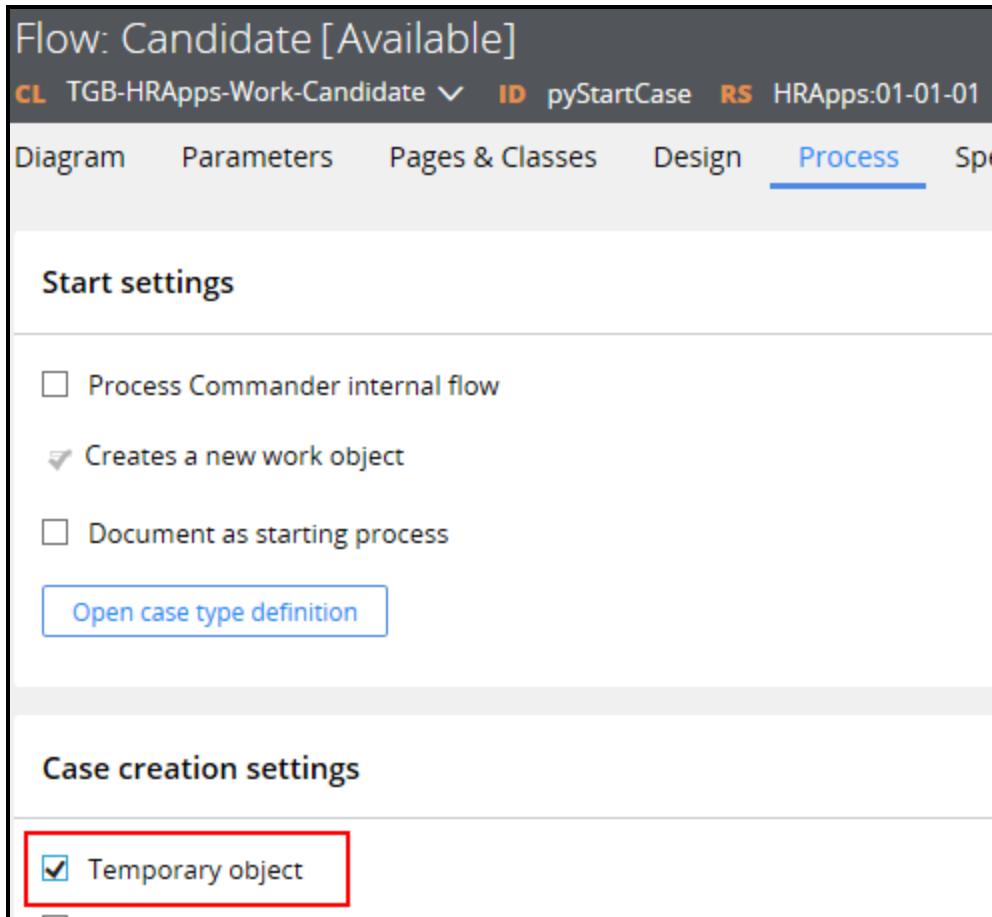 Flow: Candidate [Available]
CL TGB-HRApps-Work-Candidate ID pyStartCase RS HRApps:01-01-01
Diagram Parameters Pages & Classes Design Process Spe
Start settings
Process Commander internal flow
Creates a new work object
Document as starting process
Open case type definition
Case creation settings
Temporary object